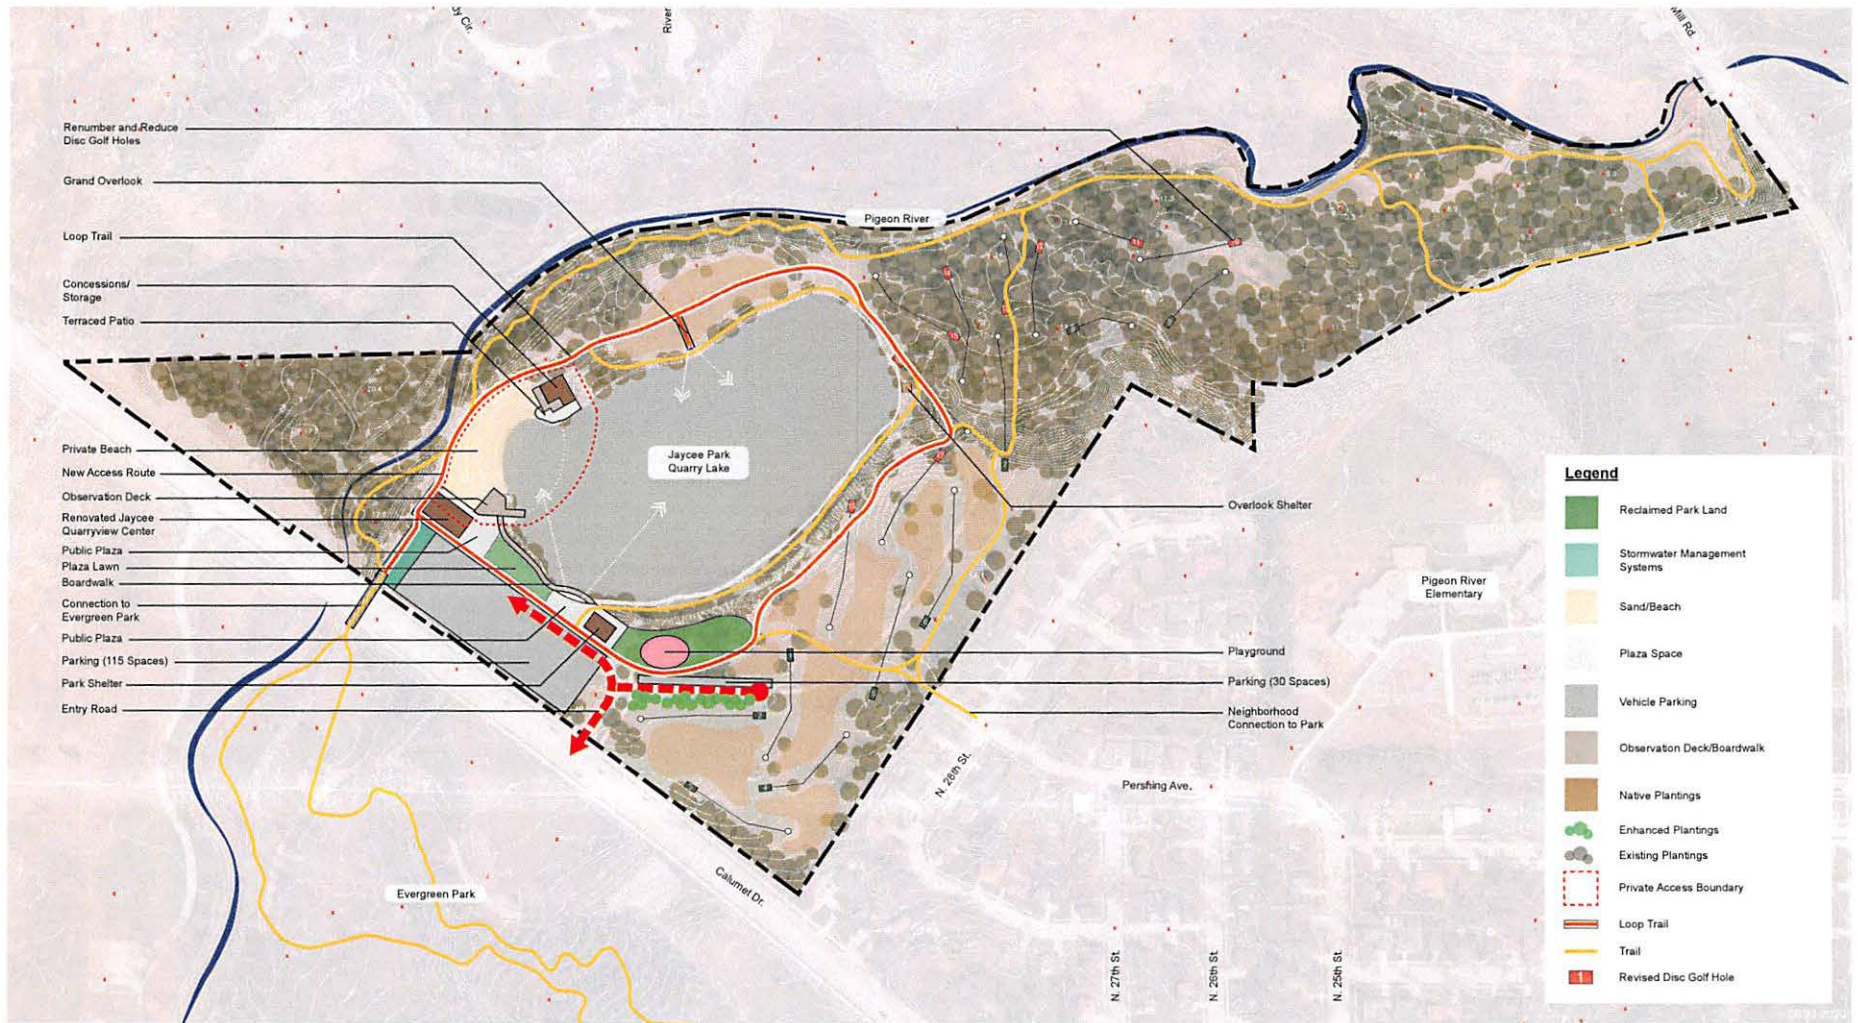 Mill Rd.
Renumber and Reduce
Disc Golf Holes
Grand Overlook
Pigeon River
Loop Trail
Concessions/
Storage
Terraced Patio
Private Beach
New Access Route
Observation Deck
Renovated Jaycee
Quarryview Center
Public Plaza
Plaza Lawn
Boardwalk
Connection to
Evergreen Park
Public Plaza
Parking (115 Spaces)
Park Shelter
Entry Road
Jaycee Park
Quarry Lake
Overlook Shelter
Pigeon River
Elementary
Playground
Parking (30 Spaces)
Neighborhood
Connection to Park
N. 28th St.
Pershing Ave.
Calumet Dr.
Evergreen Park
N. 27th St.
N. 26th St.
N. 25th St.
Legend
Reclaimed Park Land
Stormwater Management
Systems
Sand/Beach
Plaza Space
Vehicle Parking
Observation Deck/Boardwalk
Native Plantings
Enhanced Plantings
Existing Plantings
Private Access Boundary
Loop Trail
Trail
1
Revised Disc Golf Hole